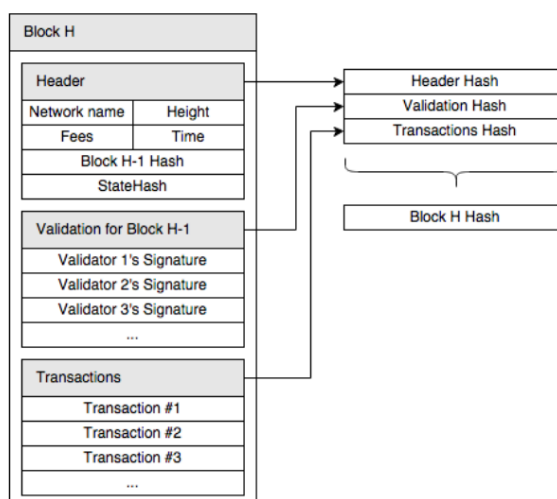 Block H
Header
Network name Height
Fees Time
Block H-1 Hash
StateHash
Validation for Block H-1
Validator 1's Signature
Validator 2's Signature
Validator 3's Signature
...
Transactions
Transaction #1
Transaction #2
Transaction #3
...
Header Hash
Validation Hash
Transactions Hash
Block H Hash